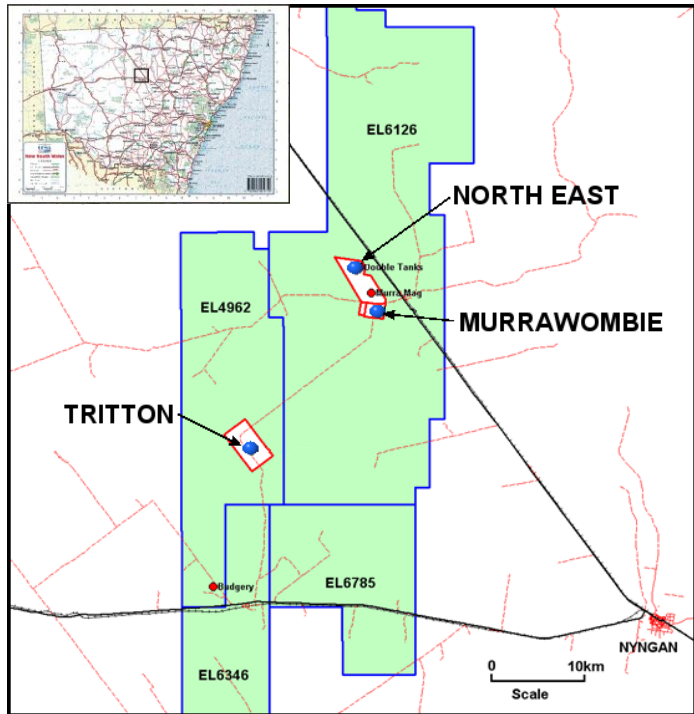 New South Wales
EL6126
NORTH EAST
Double Tanks
Murra Mag
EL4962
MURRAWOMBIE
TRITTON
Budgery
EL6785
NYNGAN
EL6346
0 10km
Scale